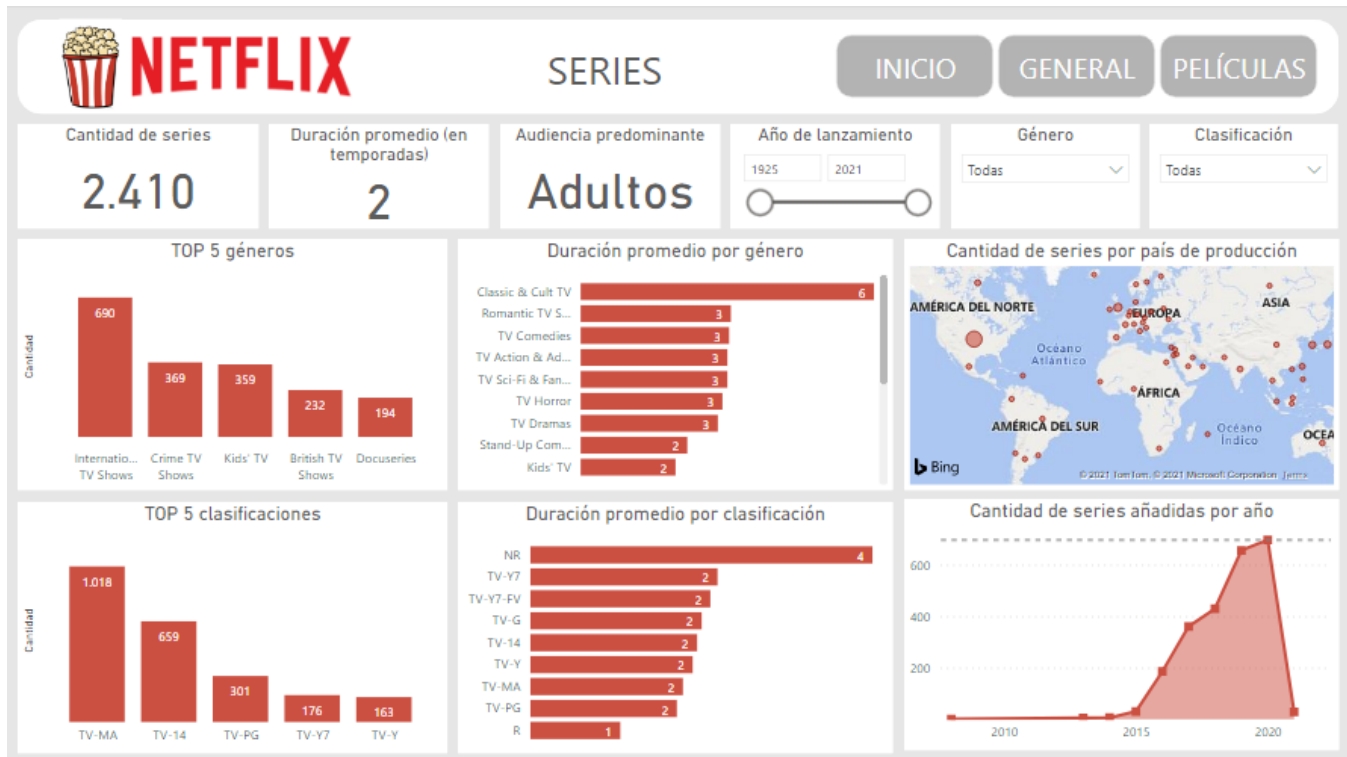 NETFLIX
SERIES
INICIO
GENERAL
PELÍCULAS
Cantidad de series
2.410
Duración promedio (en
temporadas)
2
Audiencia predominante
Adultos
Año de lanzamiento
1925
2021
Género
Todas
Clasificación
Todas
TOP 5 géneros
Cantidad
690
369
359
232
194
Internatio...
TV Shows
Crime TV
Shows
Kids' TV
British TV
Shows
Docuseries
Duración promedio por género
Classic & Cult TV
6
Romantic TV S...
3
TV Comedies
3
TV Action & Ad...
3
TV Sci-Fi & Fan...
3
TV Horror
3
TV Dramas
3
Stand-Up Com...
2
Kids' TV
2
Cantidad de series por país de producción
AMÉRICA DEL NORTE
EUROPA
ASIA
Océano
Atlántico
ÁFRICA
AMÉRICA DEL SUR
Océano
Índico
OCEA
Bing
© 2021 TomTom, © 2021 Microsoft Corporation Terms
TOP 5 clasificaciones
Cantidad
1.018
659
301
176
163
TV-MA
TV-14
TV-PG
TV-Y7
TV-Y
Duración promedio por clasificación
NR
4
TV-Y7
2
TV-Y7-FV
2
TV-G
2
TV-14
2
TV-Y
2
TV-MA
2
TV-PG
2
R
1
Cantidad de series añadidas por año
600
400
200
2010
2015
2020